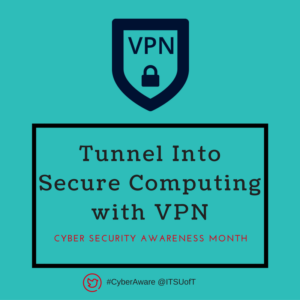 VPN
Tunnel Into
Secure Computing
with VPN
CYBER SECURITY AWARENESS MONTH
#CyberAware @ITSUofT